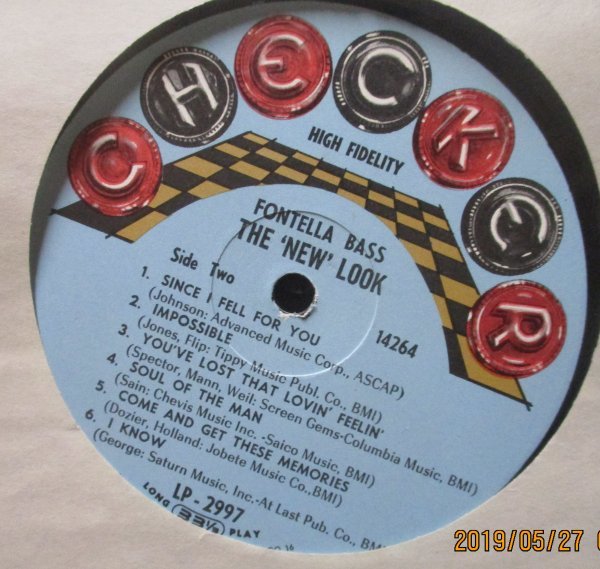 CHECKER
HIGH FIDELITY
FONTELLA BASS
THE 'NEW' LOOK
Side Two
14264
1. SINCE I FELL FOR YOU
(Johnson: Advanced Music Corp., ASCAP)
2. IMPOSSIBLE
(Jones, Flip: Tippy Music Publ. Co., BMI)
3. YOU'VE LOST THAT LOVIN' FEELIN'
(Spector, Mann, Weil: Screen Gems-Columbia Music, BMI)
4. SOUL OF THE MAN
(Sain: Chevis Music Inc. -Saico Music, BMI)
5. COME AND GET THESE MEMORIES
(Dozier, Holland: Jobete Music Co., BMI)
6. I KNOW
(George: Saturn Music, Inc.-At Last Pub. Co., BMI)
LP-2997
LONG 33⅓ PLAY
2019/05/27